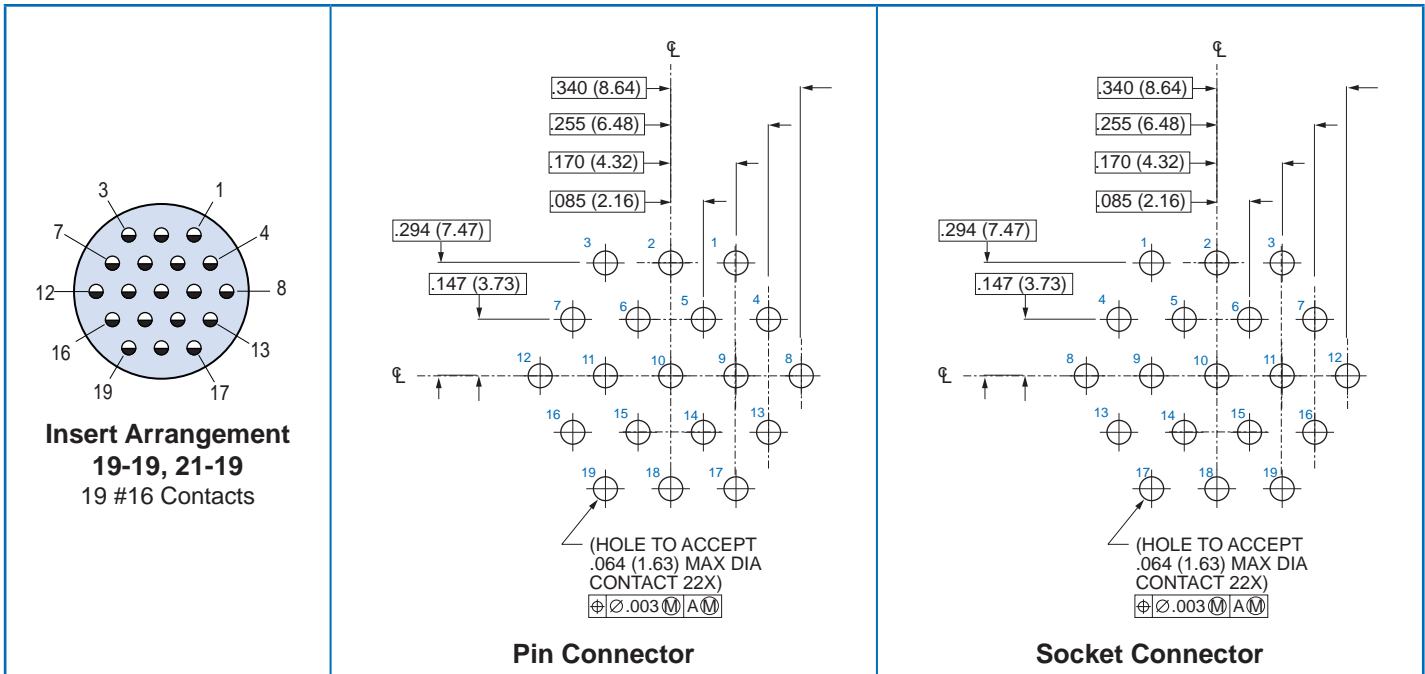 3
1
7
4
12
8
16
13
19
17
Insert Arrangement
19-19, 21-19
19 #16 Contacts
℄
.340 (8.64)
.255 (6.48)
.170 (4.32)
.085 (2.16)
.294 (7.47)
.147 (3.73)
3 2 1
7 6 5 4
℄
12 11 10 9 8
16 15 14 13
19 18 17
(HOLE TO ACCEPT
.064 (1.63) MAX DIA
CONTACT 22X)
⌖ ∅.003 Ⓜ A Ⓜ
Pin Connector
℄
.340 (8.64)
.255 (6.48)
.170 (4.32)
.085 (2.16)
.294 (7.47)
.147 (3.73)
1 2 3
4 5 6 7
℄
8 9 10 11 12
13 14 15 16
17 18 19
(HOLE TO ACCEPT
.064 (1.63) MAX DIA
CONTACT 22X)
⌖ ∅.003 Ⓜ A Ⓜ
Socket Connector